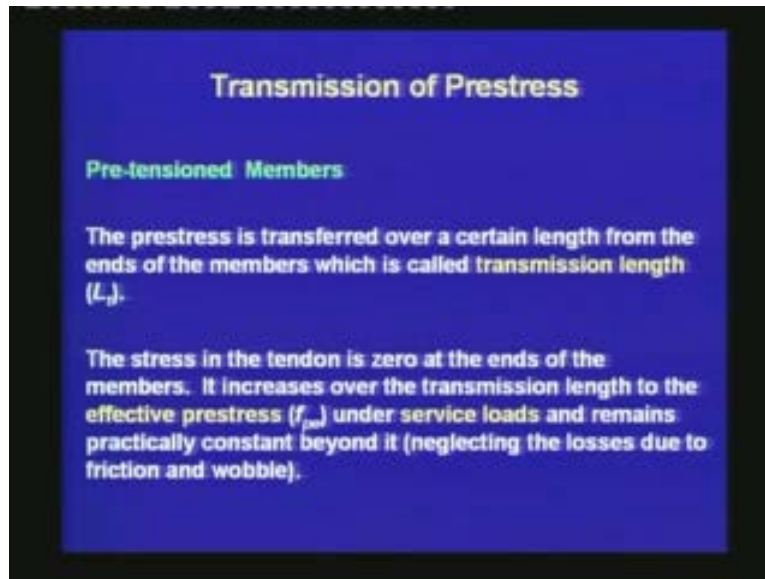 Transmission of Prestress
Pre-tensioned Members
The prestress is transferred over a certain length from the
ends of the members which is called transmission length
(Lt).
The stress in the tendon is zero at the ends of the
members. It increases over the transmission length to the
effective prestress (fpe) under service loads and remains
practically constant beyond it (neglecting the losses due to
friction and wobble).